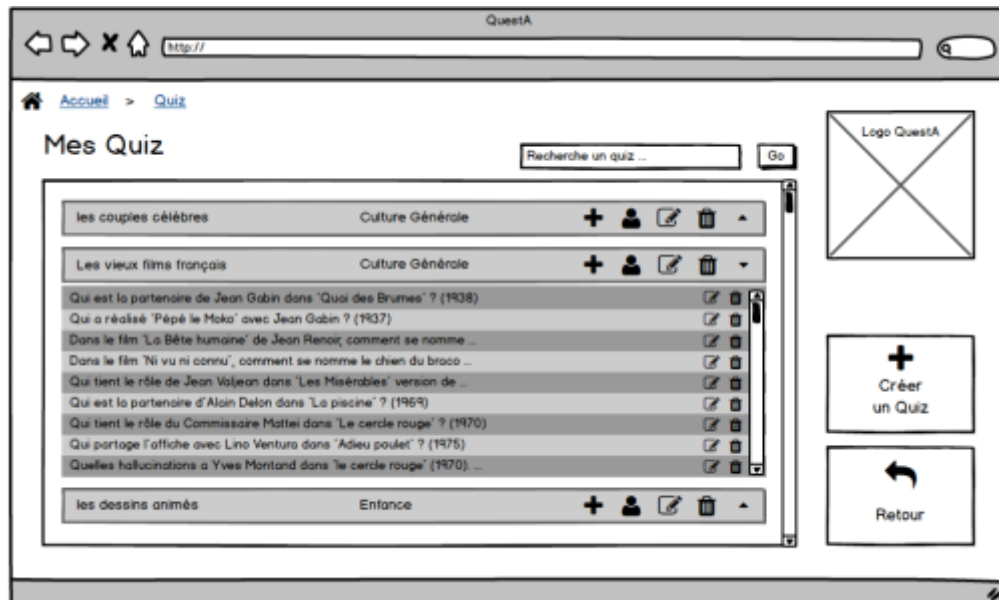 QuestA
http://
Accueil > Quiz
Mes Quiz
Recherche un quiz ...
Go
Logo QuestA
les couples célèbres Culture Générale
Les vieux films français Culture Générale
Qui est la partenaire de Jean Gabin dans "Quai des Brumes" ? (1938)
Qui a réalisé "Pépé le Moko" avec Jean Gabin ? (1937)
Dans le film "La Bête humaine" de Jean Renoir, comment se nomme ...
Dans le film "Ni vu ni connu", comment se nomme le chien du braco ...
Qui tient le rôle de Jean Valjean dans "Les Misérables" version de ...
Qui est la partenaire d'Alain Delon dans "La piscine" ? (1969)
Qui tient le rôle du Commissaire Mattei dans "Le cercle rouge" ? (1970)
Qui partage l'affiche avec Lino Ventura dans "Adieu poulet" ? (1975)
Quelles hallucinations a Yves Montand dans "le cercle rouge" (1970). ...
les dessins animés Enfance
Créer
un Quiz
Retour